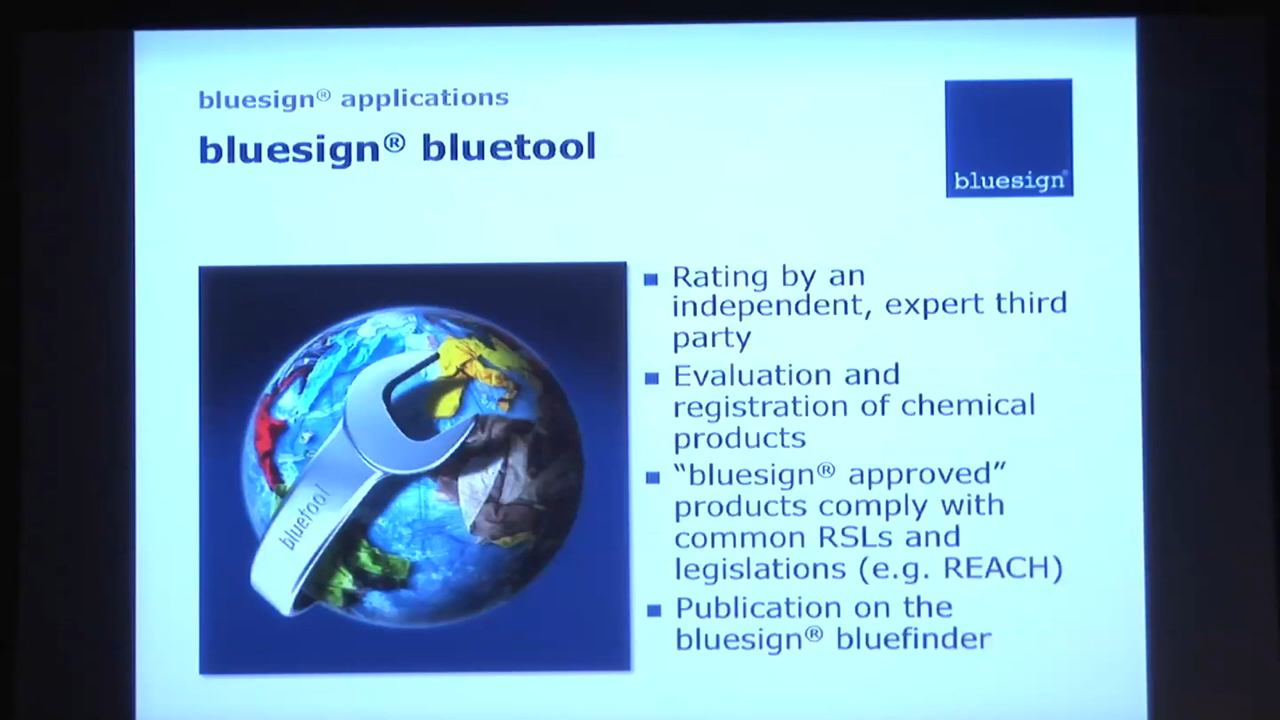 bluesign® applications
bluesign® bluetool
bluesign®
bluetool
■ Rating by an
independent, expert third
party
■ Evaluation and
registration of chemical
products
■ “bluesign® approved”
products comply with
common RSLs and
legislations (e.g. REACH)
■ Publication on the
bluesign® bluefinder